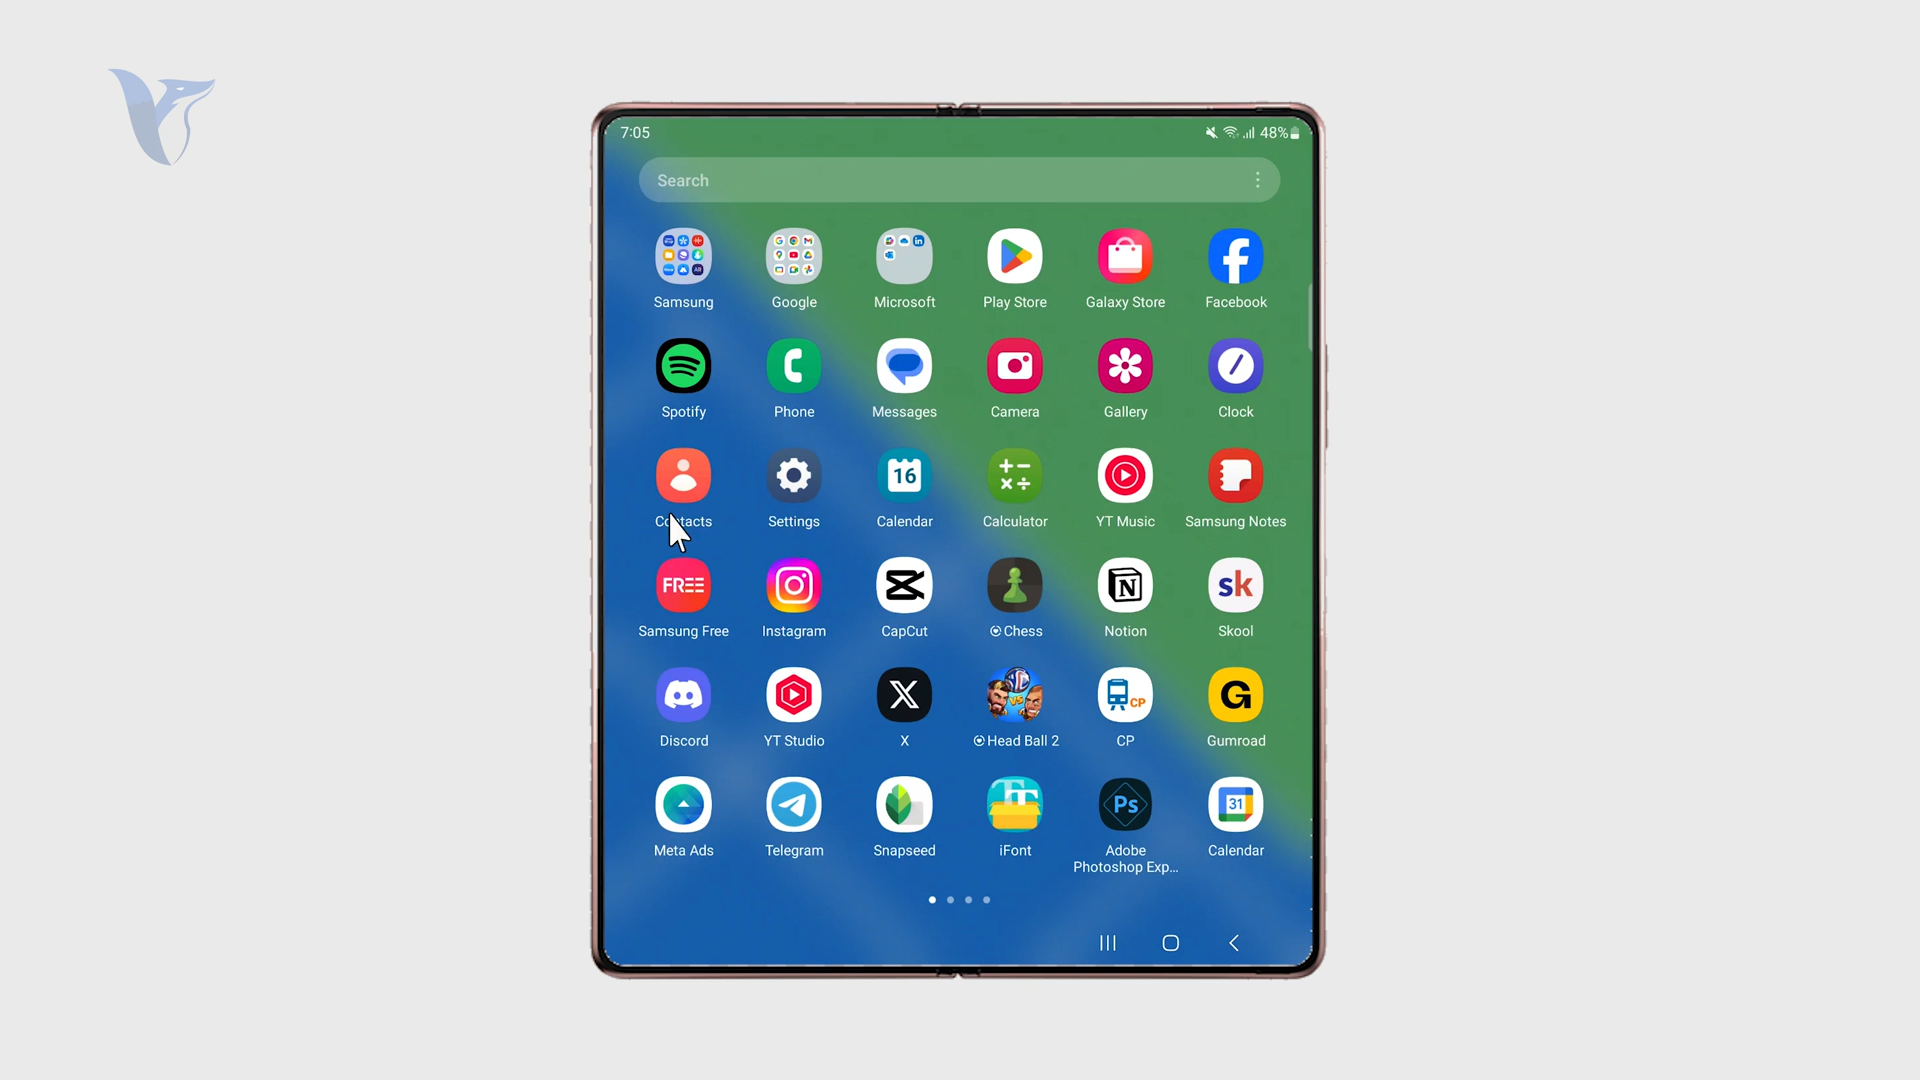 7:05
48%
Search
Samsung
Google
Microsoft
Play Store
Galaxy Store
Facebook
Spotify
Phone
Messages
Camera
Gallery
Clock
16
Contacts
Settings
Calendar
Calculator
YT Music
Samsung Notes
FREE
N
sk
Samsung Free
Instagram
CapCut
Chess
Notion
Skool
X
VS
CP
G
Discord
YT Studio
X
Head Ball 2
CP
Gumroad
TT
Ps
31
Meta Ads
Telegram
Snapseed
iFont
Adobe
Photoshop Exp...
Calendar